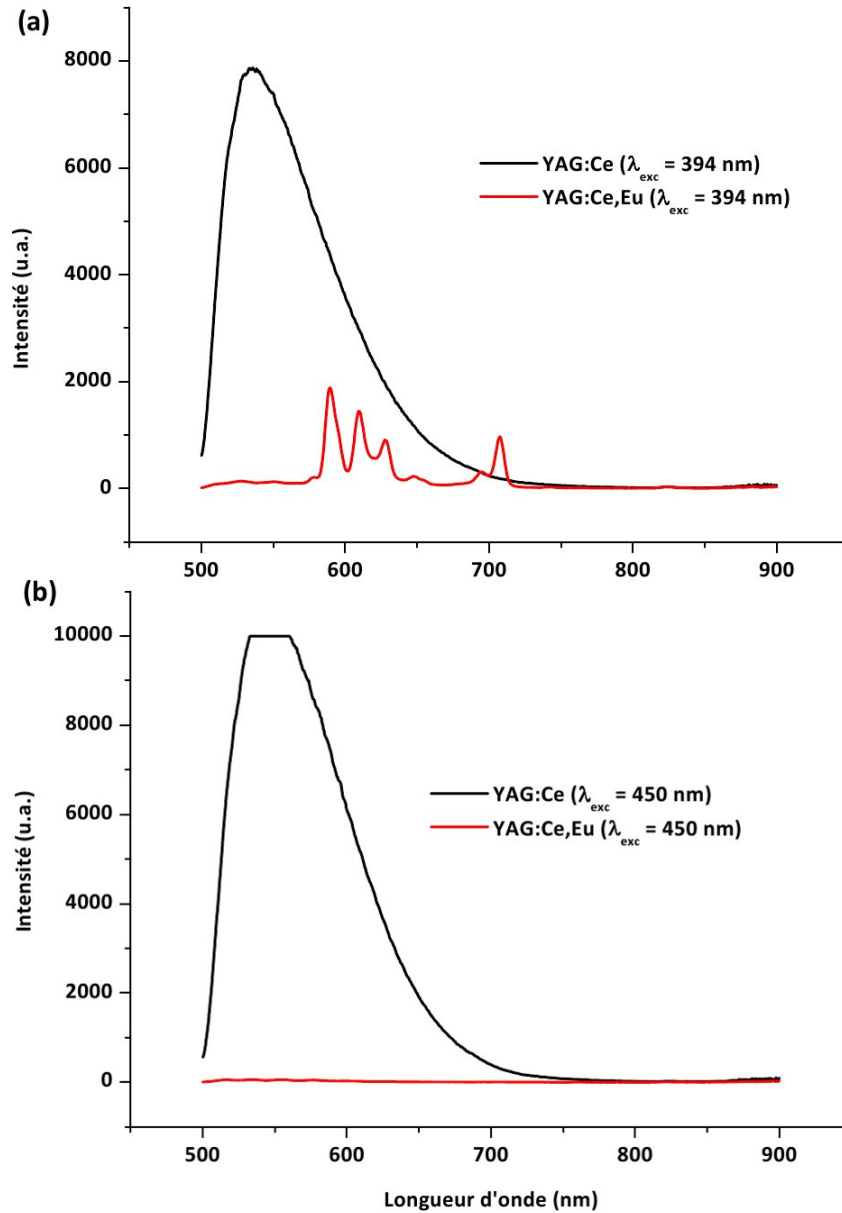 (a)
8000
6000
4000
2000
0
Intensité (u.a.)
YAG:Ce (λexc = 394 nm)
YAG:Ce,Eu (λexc = 394 nm)
500 600 700 800 900
(b)
10000
8000
6000
4000
2000
0
Intensité (u.a.)
YAG:Ce (λexc = 450 nm)
YAG:Ce,Eu (λexc = 450 nm)
500 600 700 800 900
Longueur d'onde (nm)